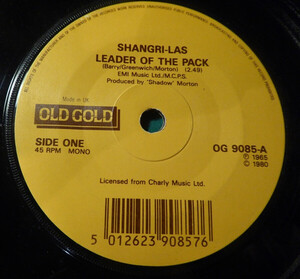 SHANGRI-LAS
LEADER OF THE PACK
(Barry/Greenwich/Morton) (2.49)
EMI Music Ltd./M.C.P.S.
Produced by 'Shadow' Morton
Made in UK
OLD GOLD
SIDE ONE
45 RPM MONO
OG 9085-A
℗ 1965
© 1980
Licensed from Charly Music Ltd.
5 012623 908576